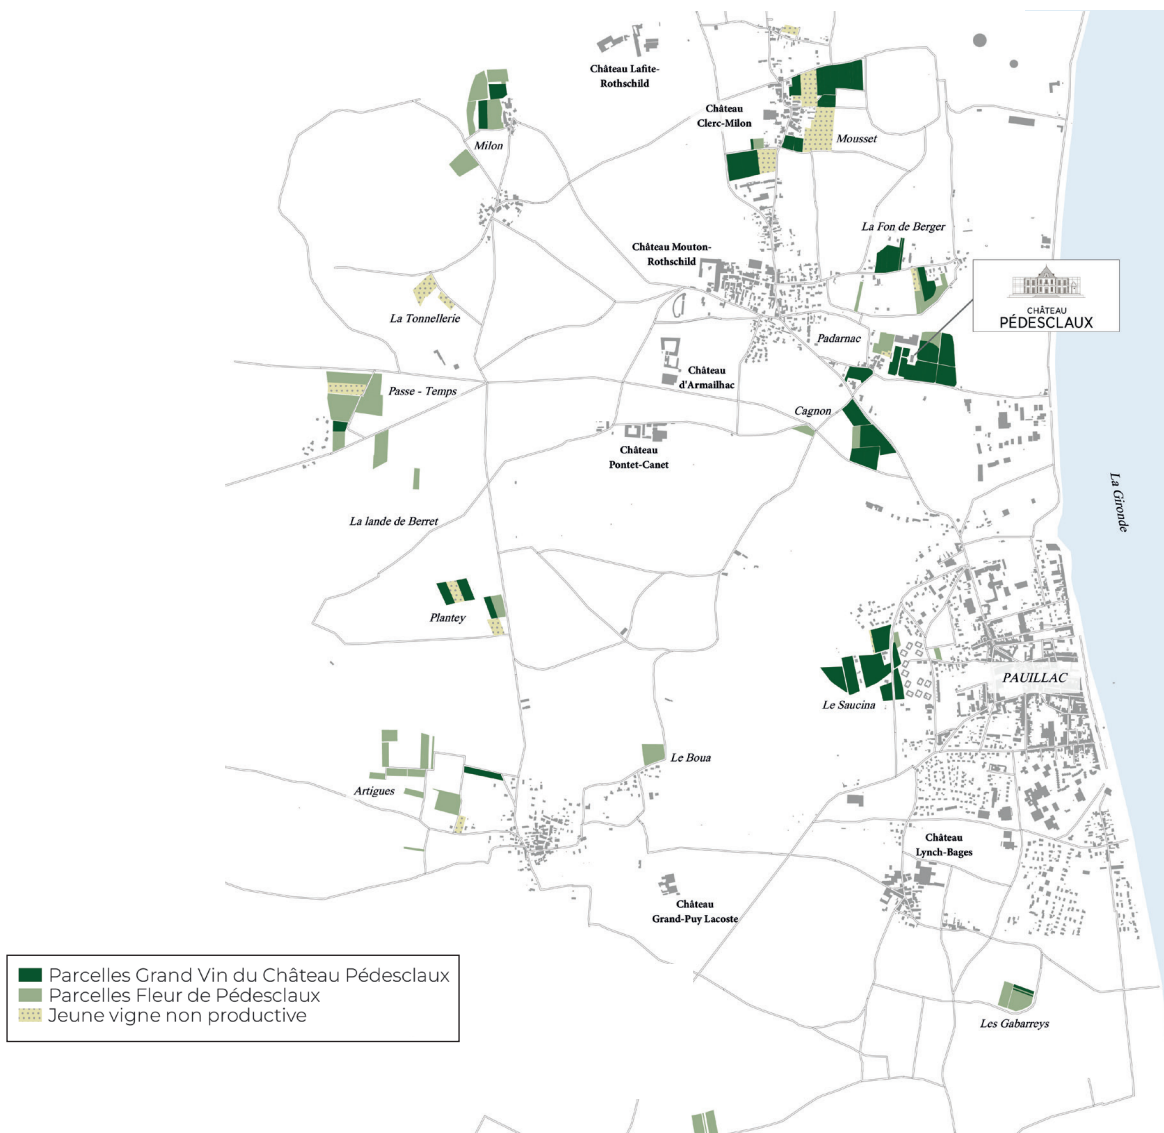 Château Lafite-
Rothschild
Château
Clerc-Milon
Mousset
Milon
La Fon de Berger
Château Mouton-
Rothschild
CHÂTEAU
PÉDESCLAUX
La Tonnellerie
Padarnac
Château
d'Armailhac
Passe - Temps
Cagnon
Château
Pontet-Canet
La Gironde
La lande de Berret
Plantey
PAUILLAC
Le Saucina
Le Boua
Artigues
Château
Lynch-Bages
Château
Grand-Puy Lacoste
Parcelles Grand Vin du Château Pédesclaux
Parcelles Fleur de Pédesclaux
Jeune vigne non productive
Les Gabarreys